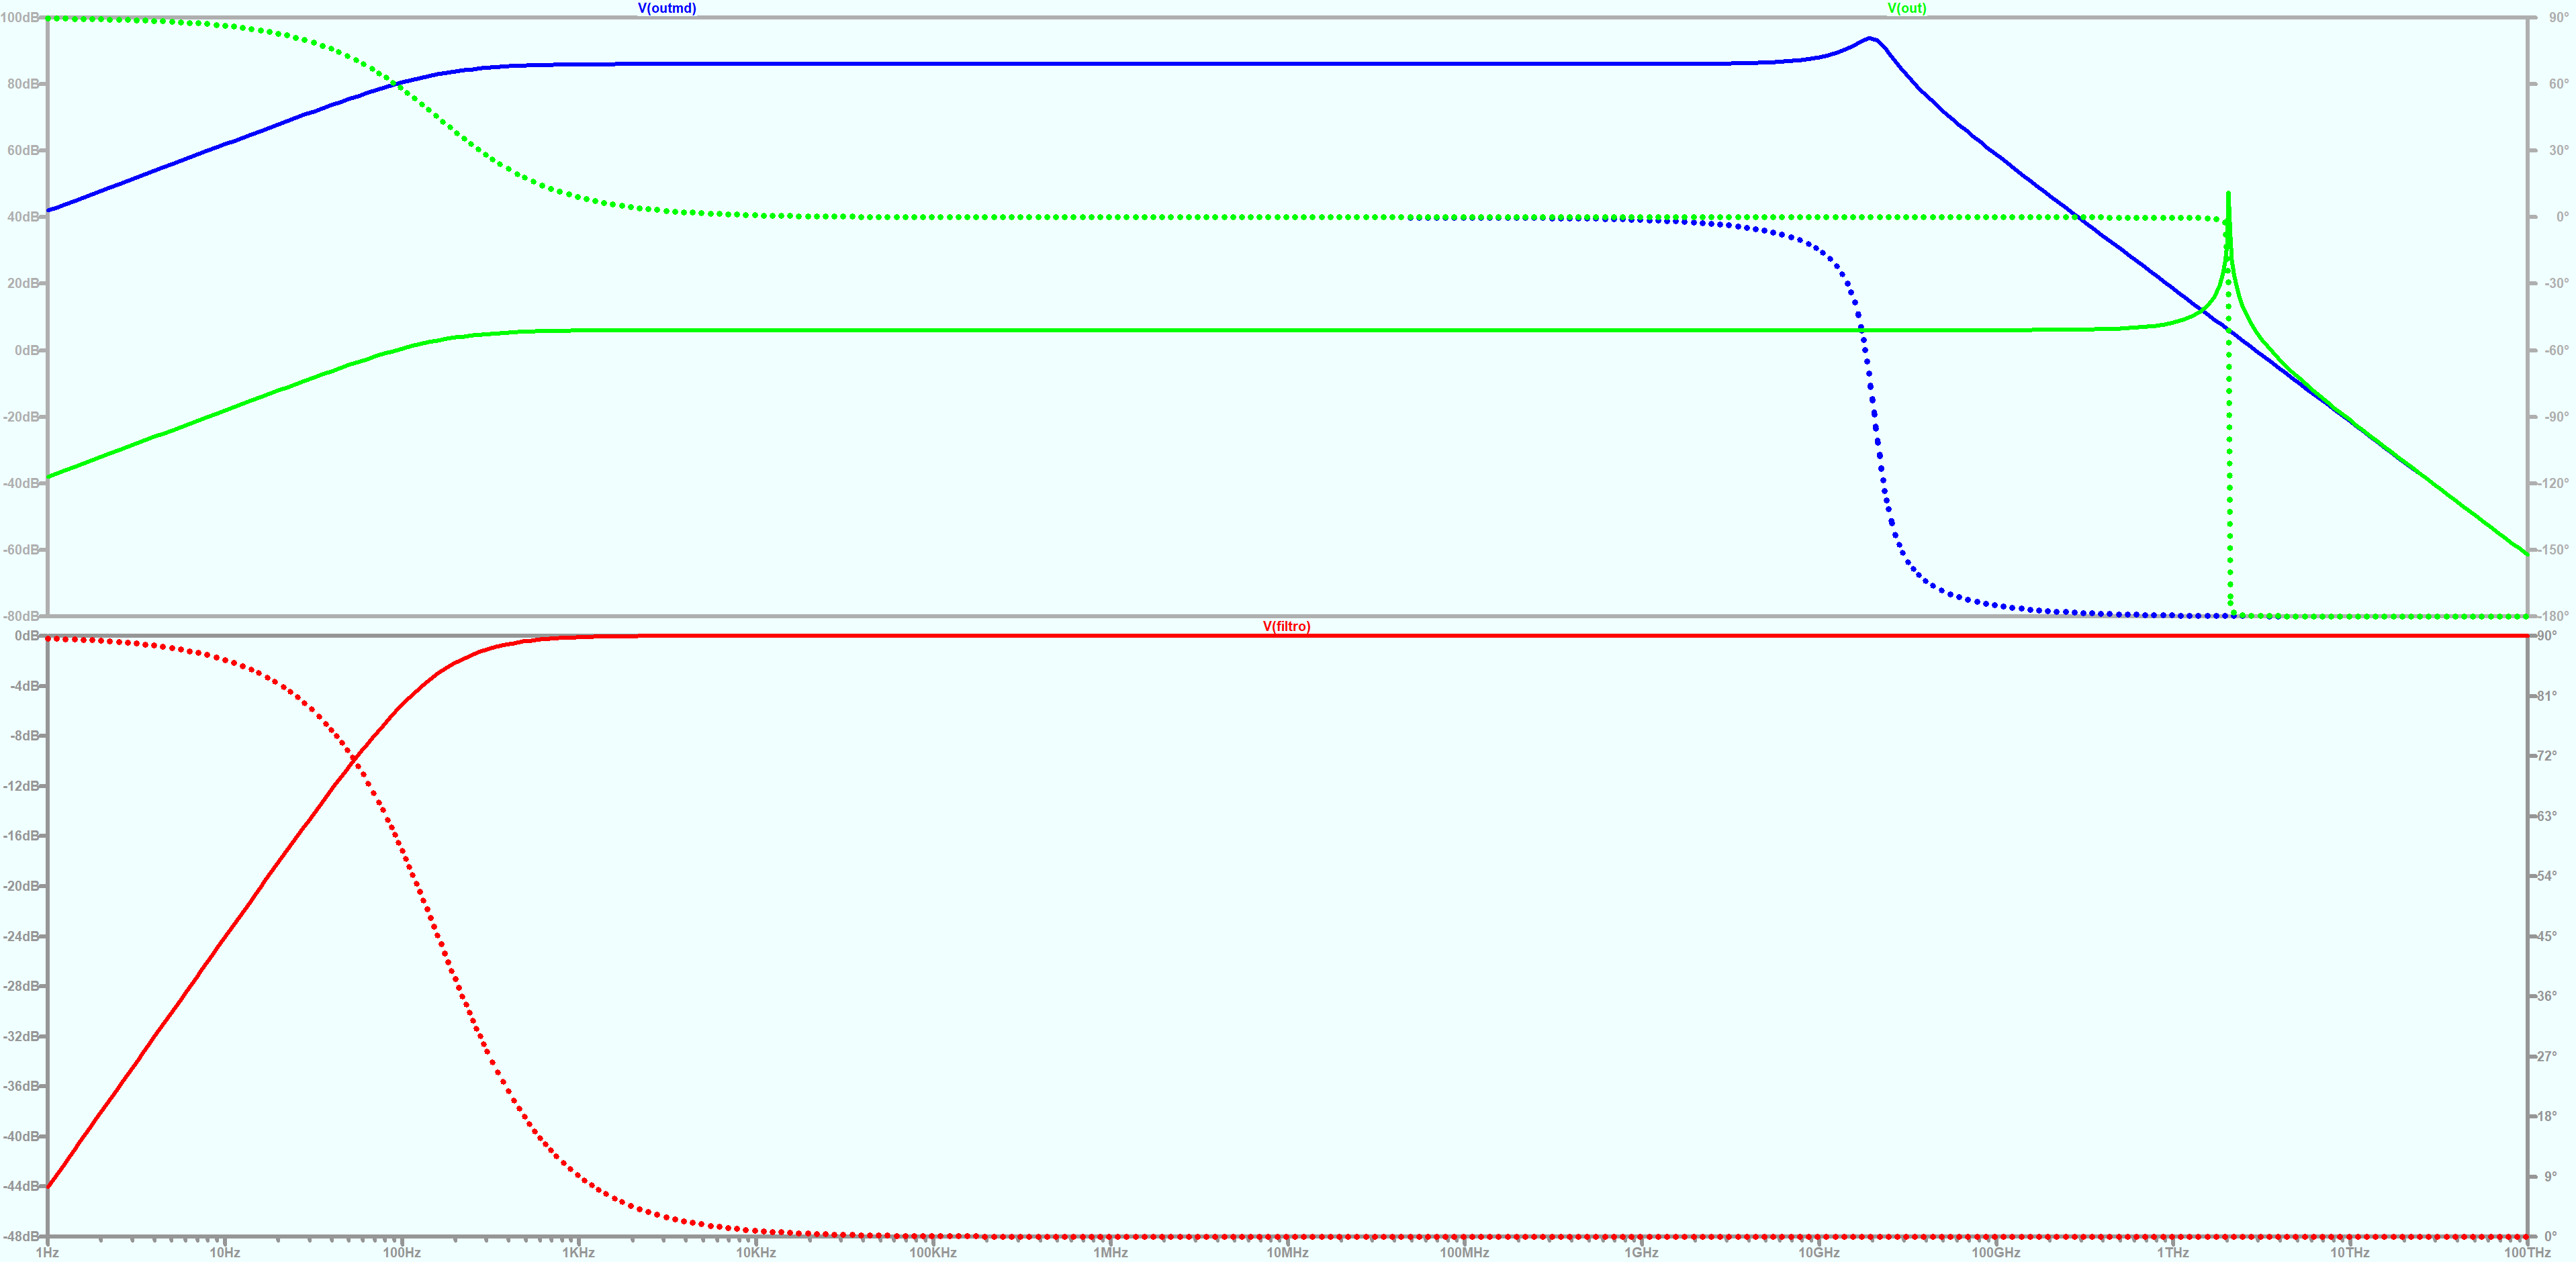 V(outmd) V(out)
100dB 90°
80dB 60°
60dB 30°
40dB 0°
20dB -30°
0dB -60°
-20dB -90°
-40dB -120°
-60dB -150°
-80dB -180°
V(filtro)
0dB 90°
-4dB 81°
-8dB 72°
-12dB 63°
-16dB 54°
-20dB 45°
-24dB 36°
-28dB 27°
-32dB 18°
-36dB 9°
-40dB 0°
-44dB
-48dB
1Hz 10Hz 100Hz 1KHz 10KHz 100KHz 1MHz 10MHz 100MHz 1GHz 10GHz 100GHz 1THz 10THz 100THz